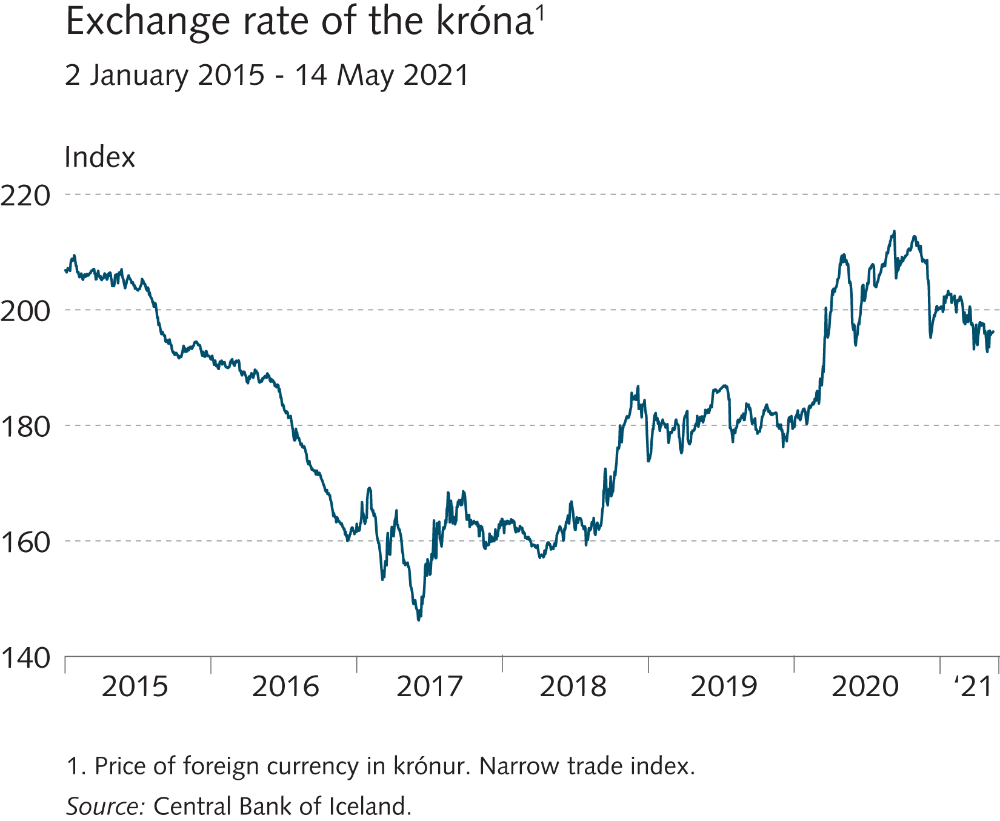 Exchange rate of the króna¹
2 January 2015 - 14 May 2021
Index
220
200
180
160
140
2015 2016 2017 2018 2019 2020 ‘21
1. Price of foreign currency in krónur. Narrow trade index.
Source: Central Bank of Iceland.